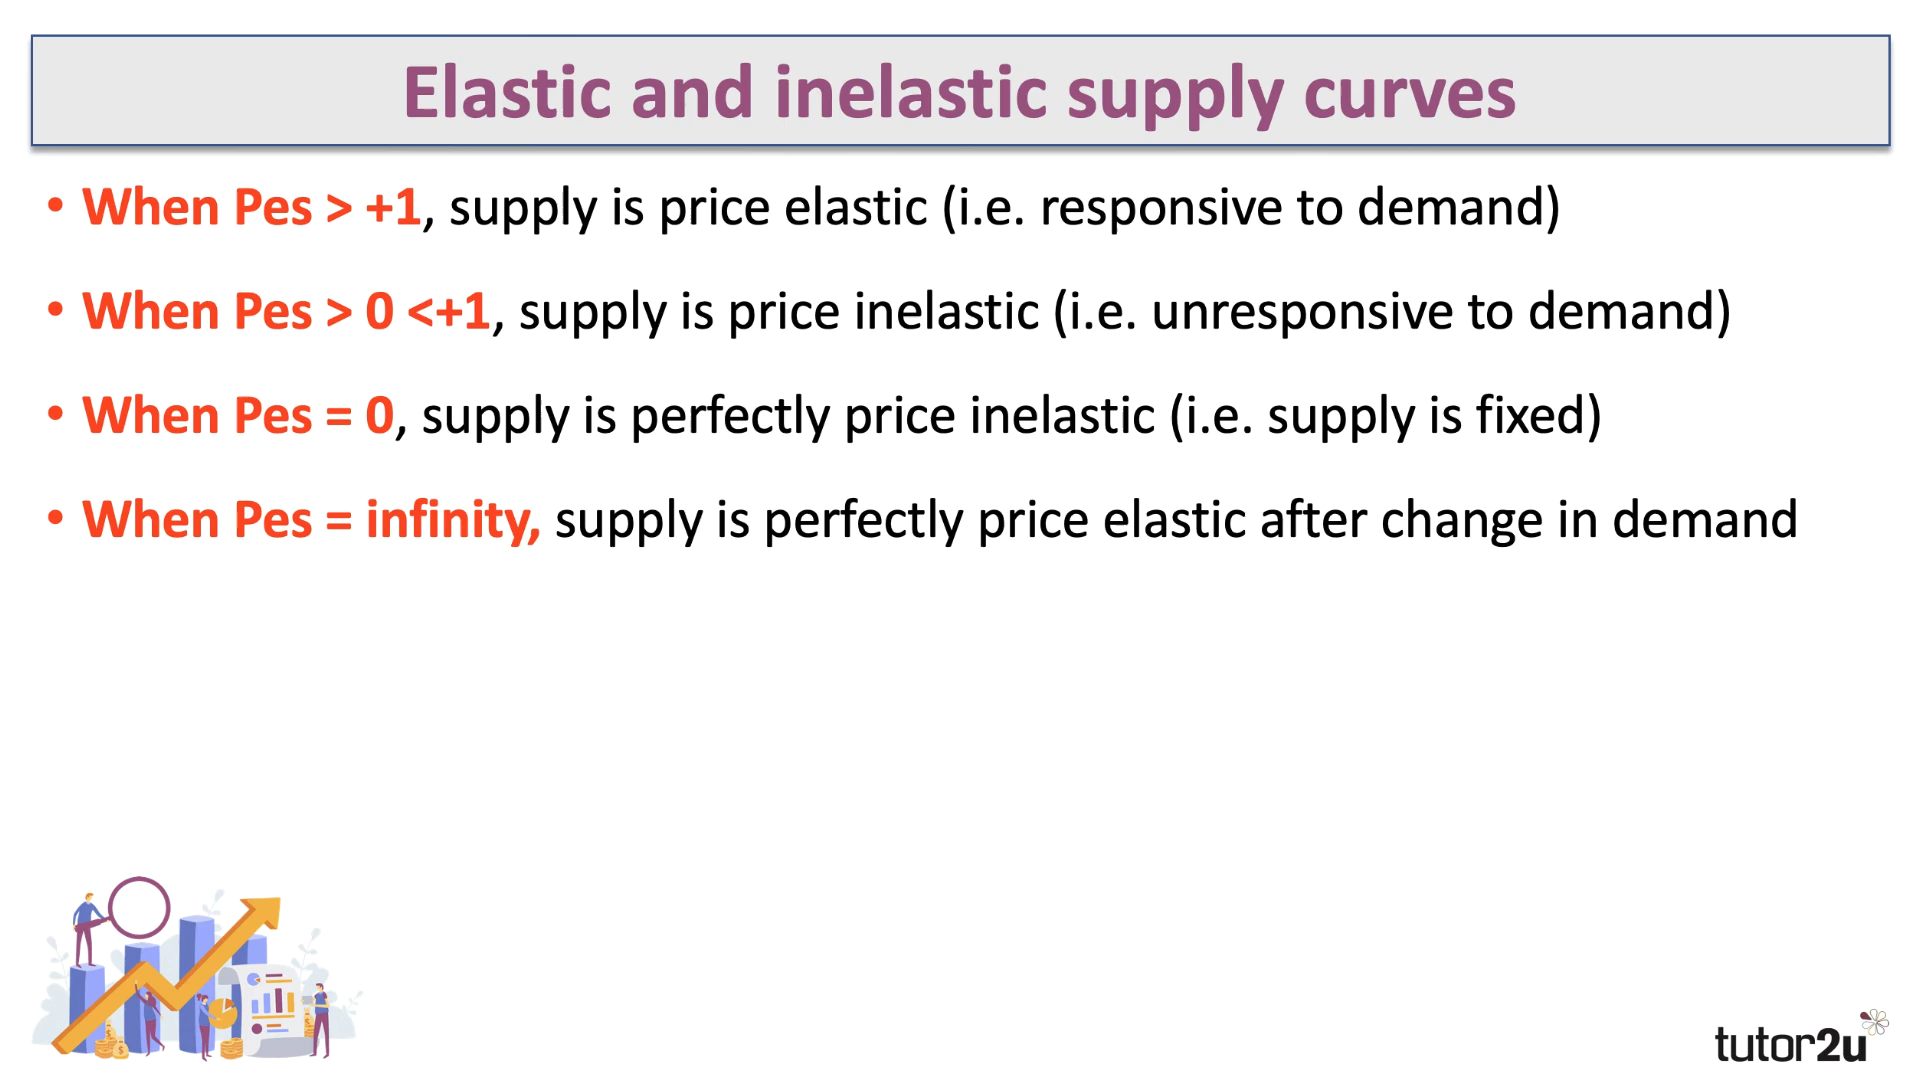 Elastic and inelastic supply curves
• When Pes > +1, supply is price elastic (i.e. responsive to demand)
• When Pes > 0 <+1, supply is price inelastic (i.e. unresponsive to demand)
• When Pes = 0, supply is perfectly price inelastic (i.e. supply is fixed)
• When Pes = infinity, supply is perfectly price elastic after change in demand
tutor2u